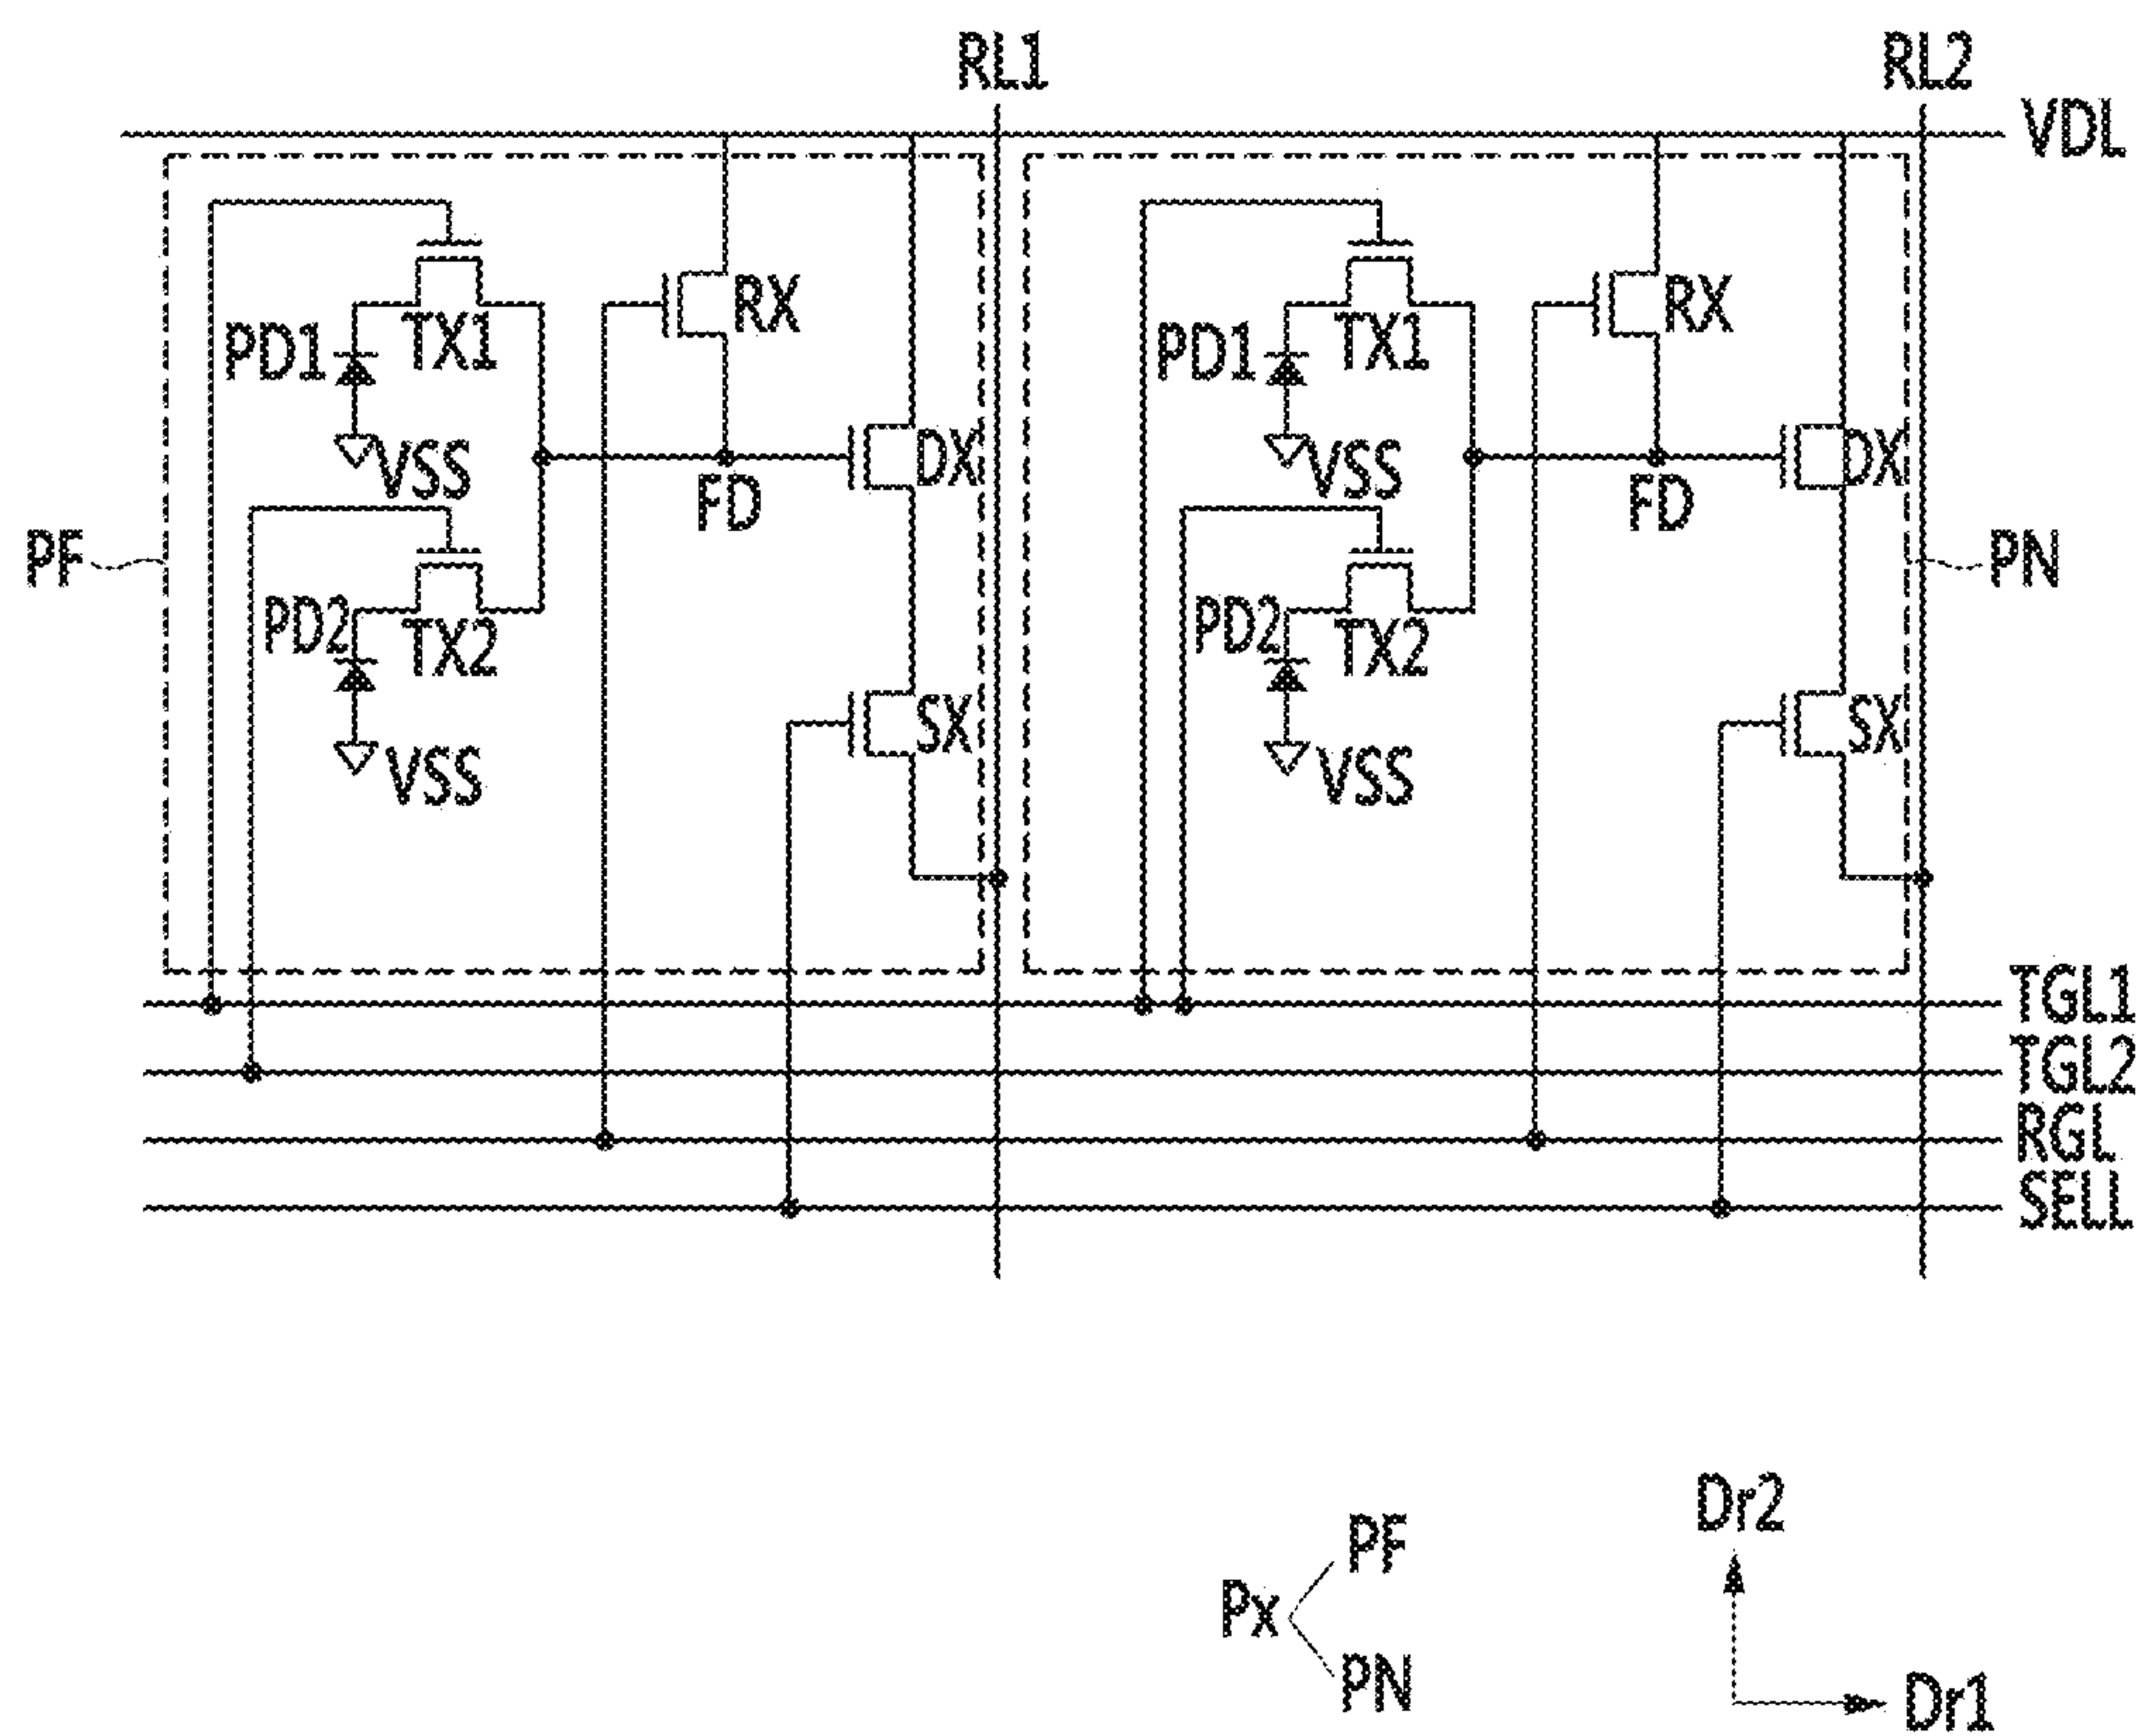 RL1 RL2
VDL
TX1 RX TX1 RX
PD1 PD1
VSS DX VSS DX
FD FD
PF PN
PD2 TX2 PD2 TX2
SX SX
VSS VSS
TGL1
TGL2
RGL
SELL
Dr2
PF
Px
PN
Dr1